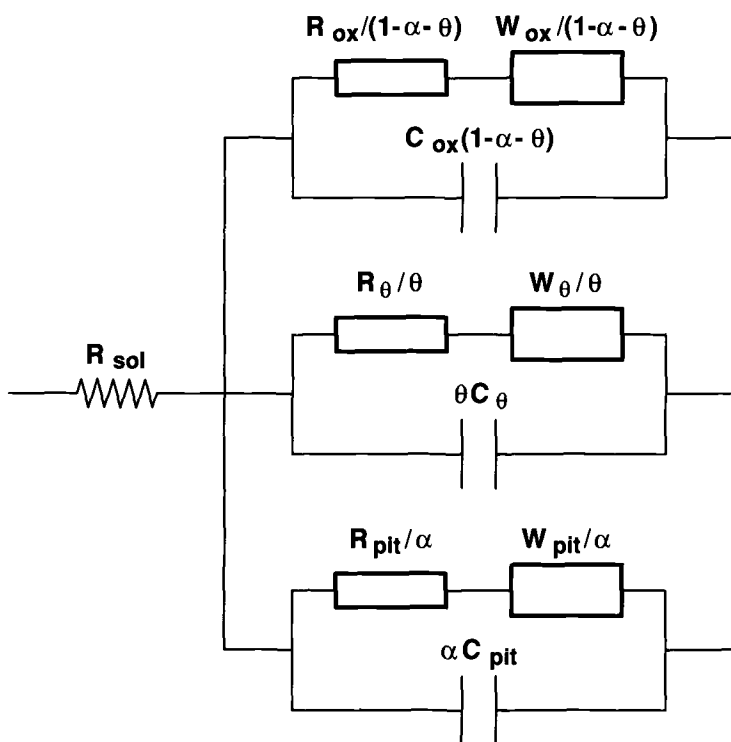 R ox/(1-α-θ) W ox/(1-α-θ)
C ox(1-α-θ)
R θ/θ W θ/θ
R sol
θC θ
R pit/α W pit/α
αC pit